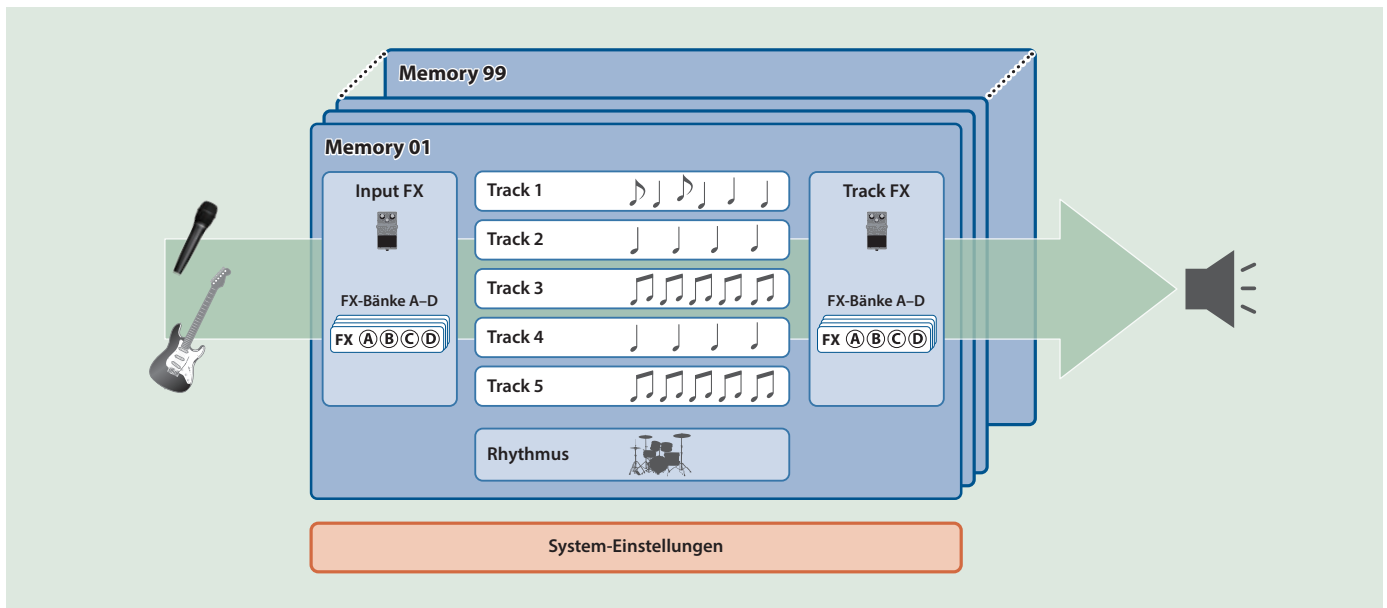 Memory 99
Memory 01
Input FX
FX-Bänke A–D
FX A B C D
Track 1
Track 2
Track 3
Track 4
Track 5
Rhythmus
Track FX
FX-Bänke A–D
FX A B C D
System-Einstellungen